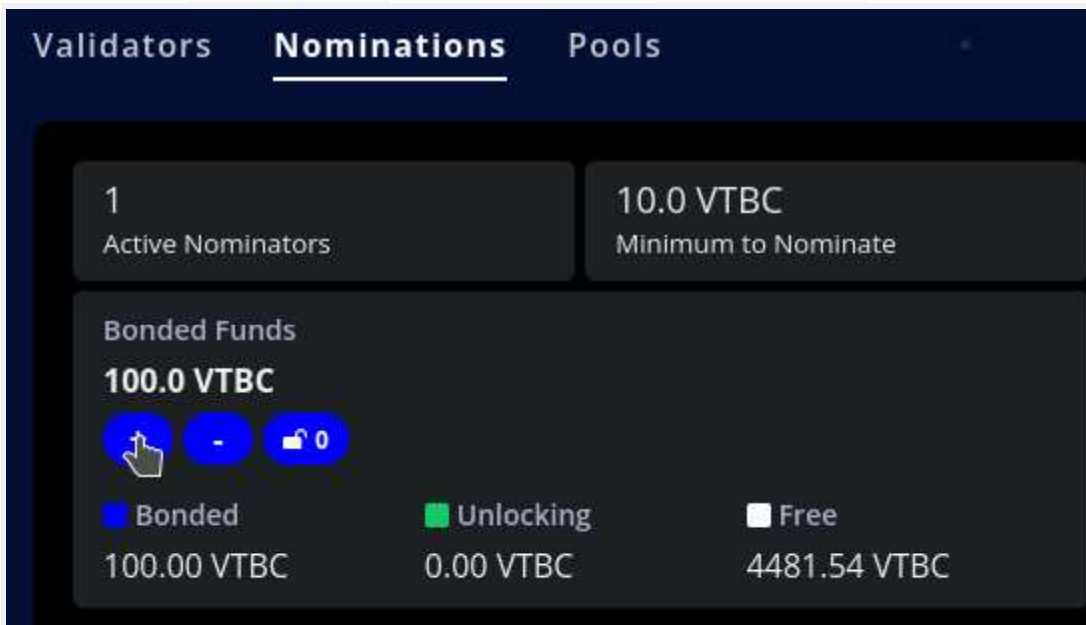 Validators Nominations Pools
1
Active Nominators
10.0 VTBC
Minimum to Nominate
Bonded Funds
100.0 VTBC
+ - 0
Bonded Unlocking Free
100.00 VTBC 0.00 VTBC 4481.54 VTBC